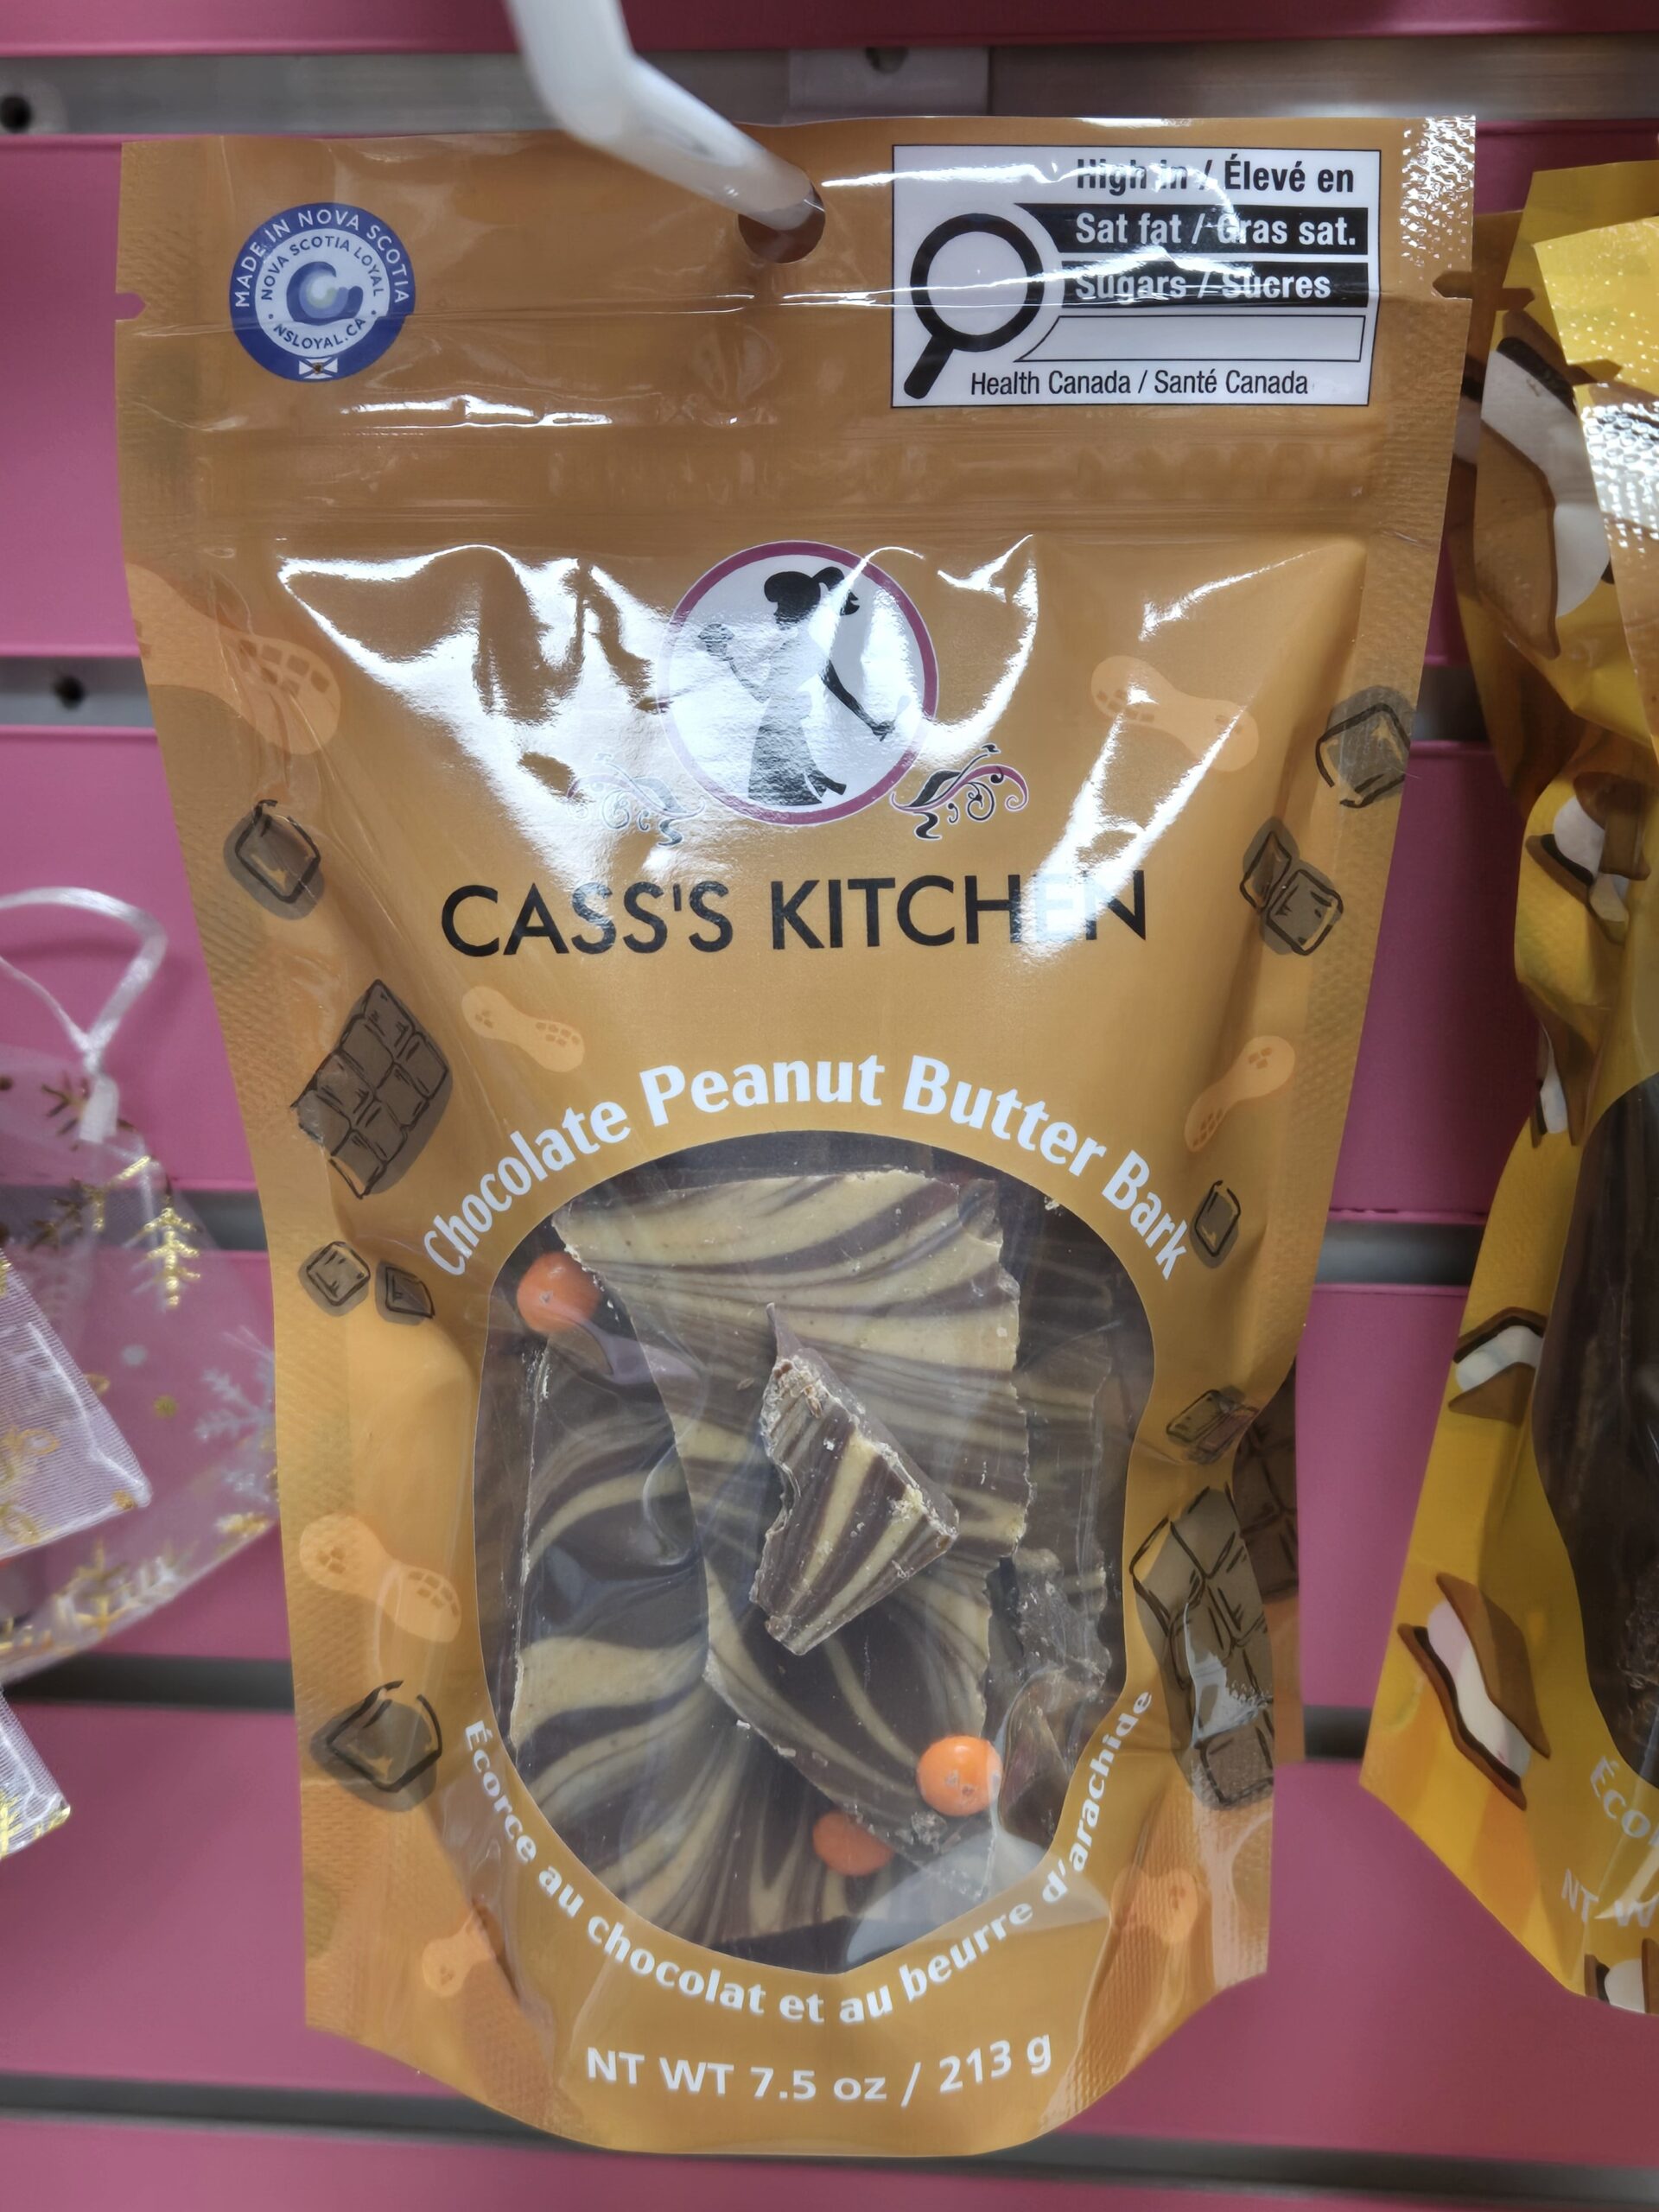 MADE IN NOVA SCOTIA
NOVA SCOTIA LOYAL
• NSLOYAL.CA •
High in / Élevé en
Sat fat / Gras sat.
Sugars / Sucres
Health Canada / Santé Canada
CASS'S KITCHEN
Chocolate Peanut Butter Bark
Écorce au chocolat et au beurre d'arachide
NT WT 7.5 oz / 213 g
NT